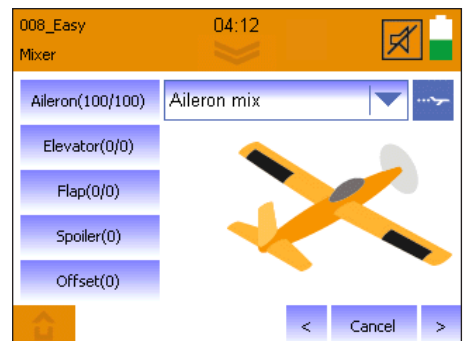 008_Easy
04:12
Mixer
Aileron(100/100)
Aileron mix
Elevator(0/0)
Flap(0/0)
Spoiler(0)
Offset(0)
< Cancel >